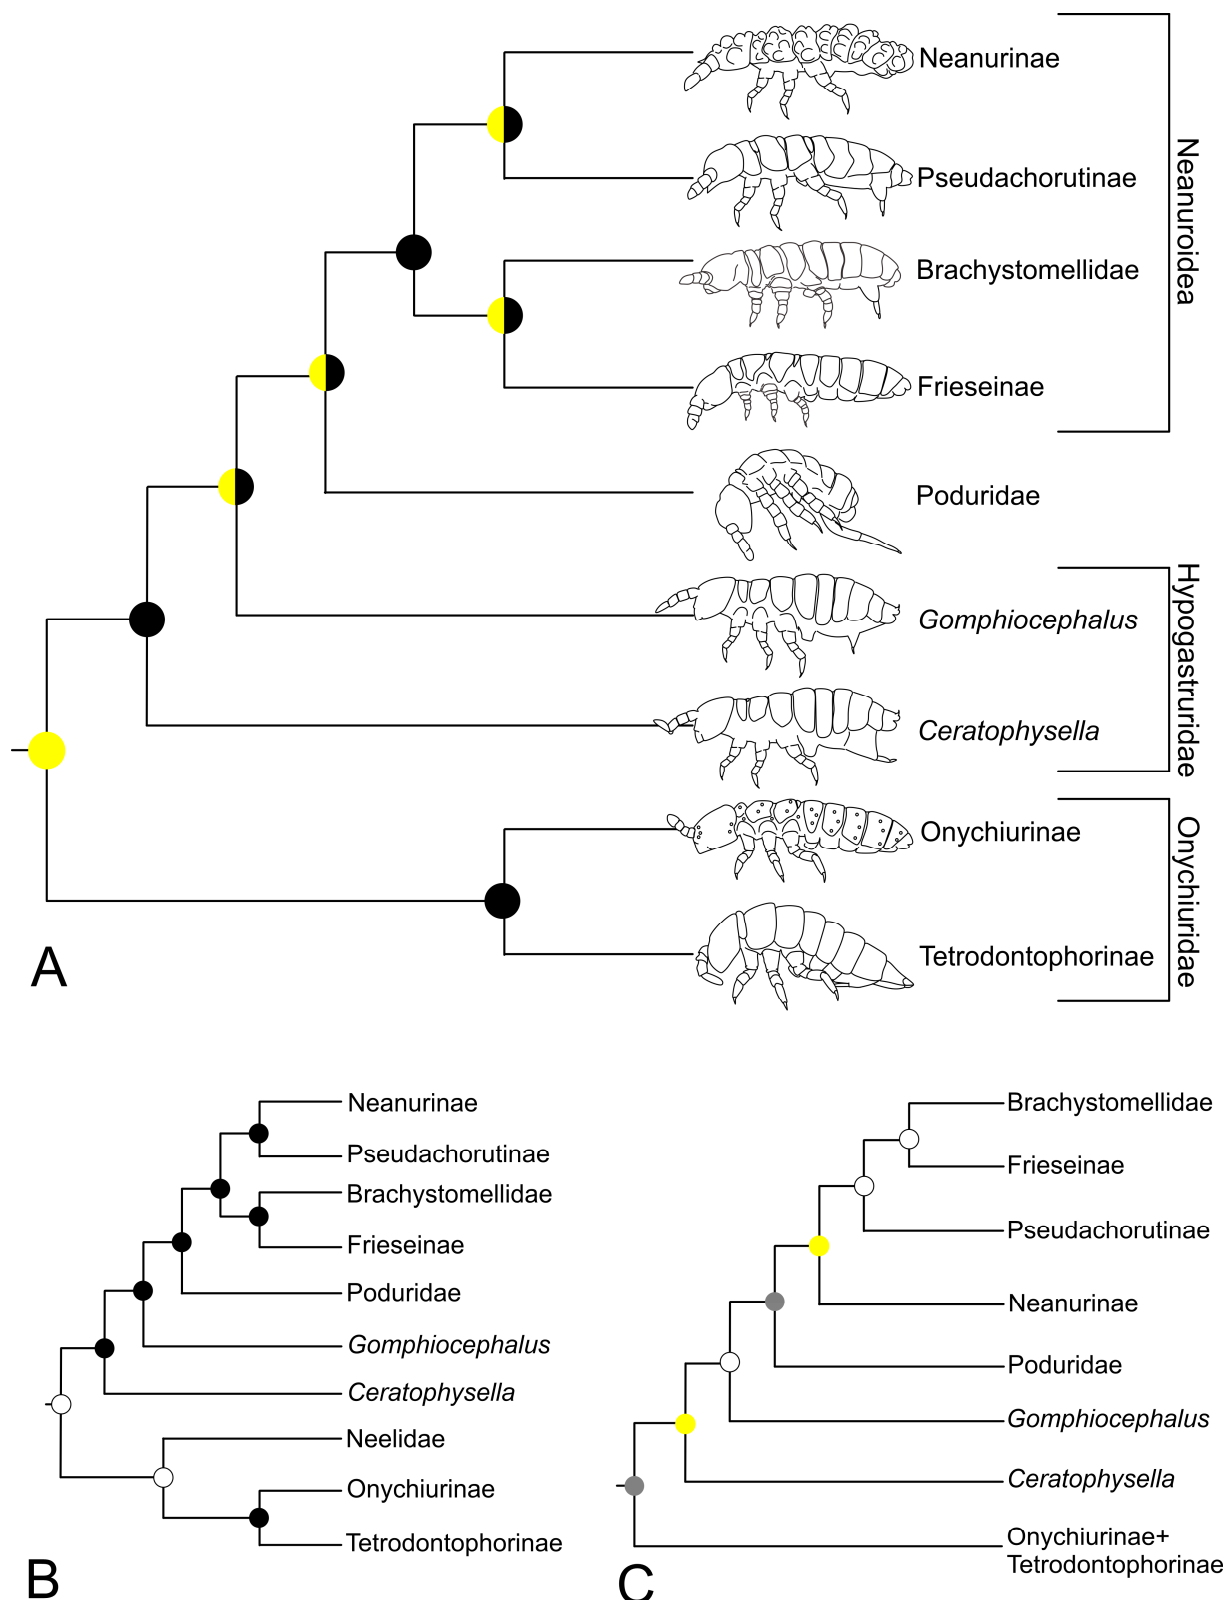 Neanurinae
Pseudachorutinae
Brachystomellidae
Frieseinae
Neanuroidea
Poduridae
Gomphiocephalus
Ceratophysella
Hypogastruridae
Onychiurinae
Tetrodontophorinae
Onychiuridae
A
Neanurinae
Pseudachorutinae
Brachystomellidae
Frieseinae
Poduridae
Gomphiocephalus
Ceratophysella
Neelidae
Onychiurinae
Tetrodontophorinae
B
Brachystomellidae
Frieseinae
Pseudachorutinae
Neanurinae
Poduridae
Gomphiocephalus
Ceratophysella
Onychiurinae+
Tetrodontophorinae
C